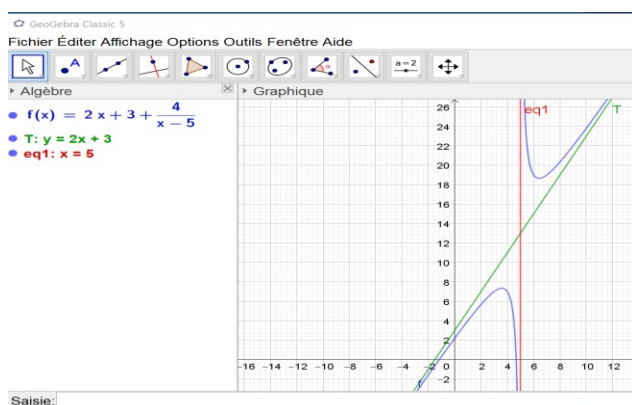 GeoGebra Classic 5
Fichier Éditer Affichage Options Outils Fenêtre Aide
A
α
a=2
Algèbre
Graphique
f(x) = 2 x + 3 + 4/(x − 5)
T: y = 2x + 3
eq1: x = 5
eq1
T
26
24
22
20
18
16
14
12
10
8
6
4
2
0
−2
−16 −14 −12 −10 −8 −6 −4 −2 0 2 4 6 8 10 12
f
Saisie: